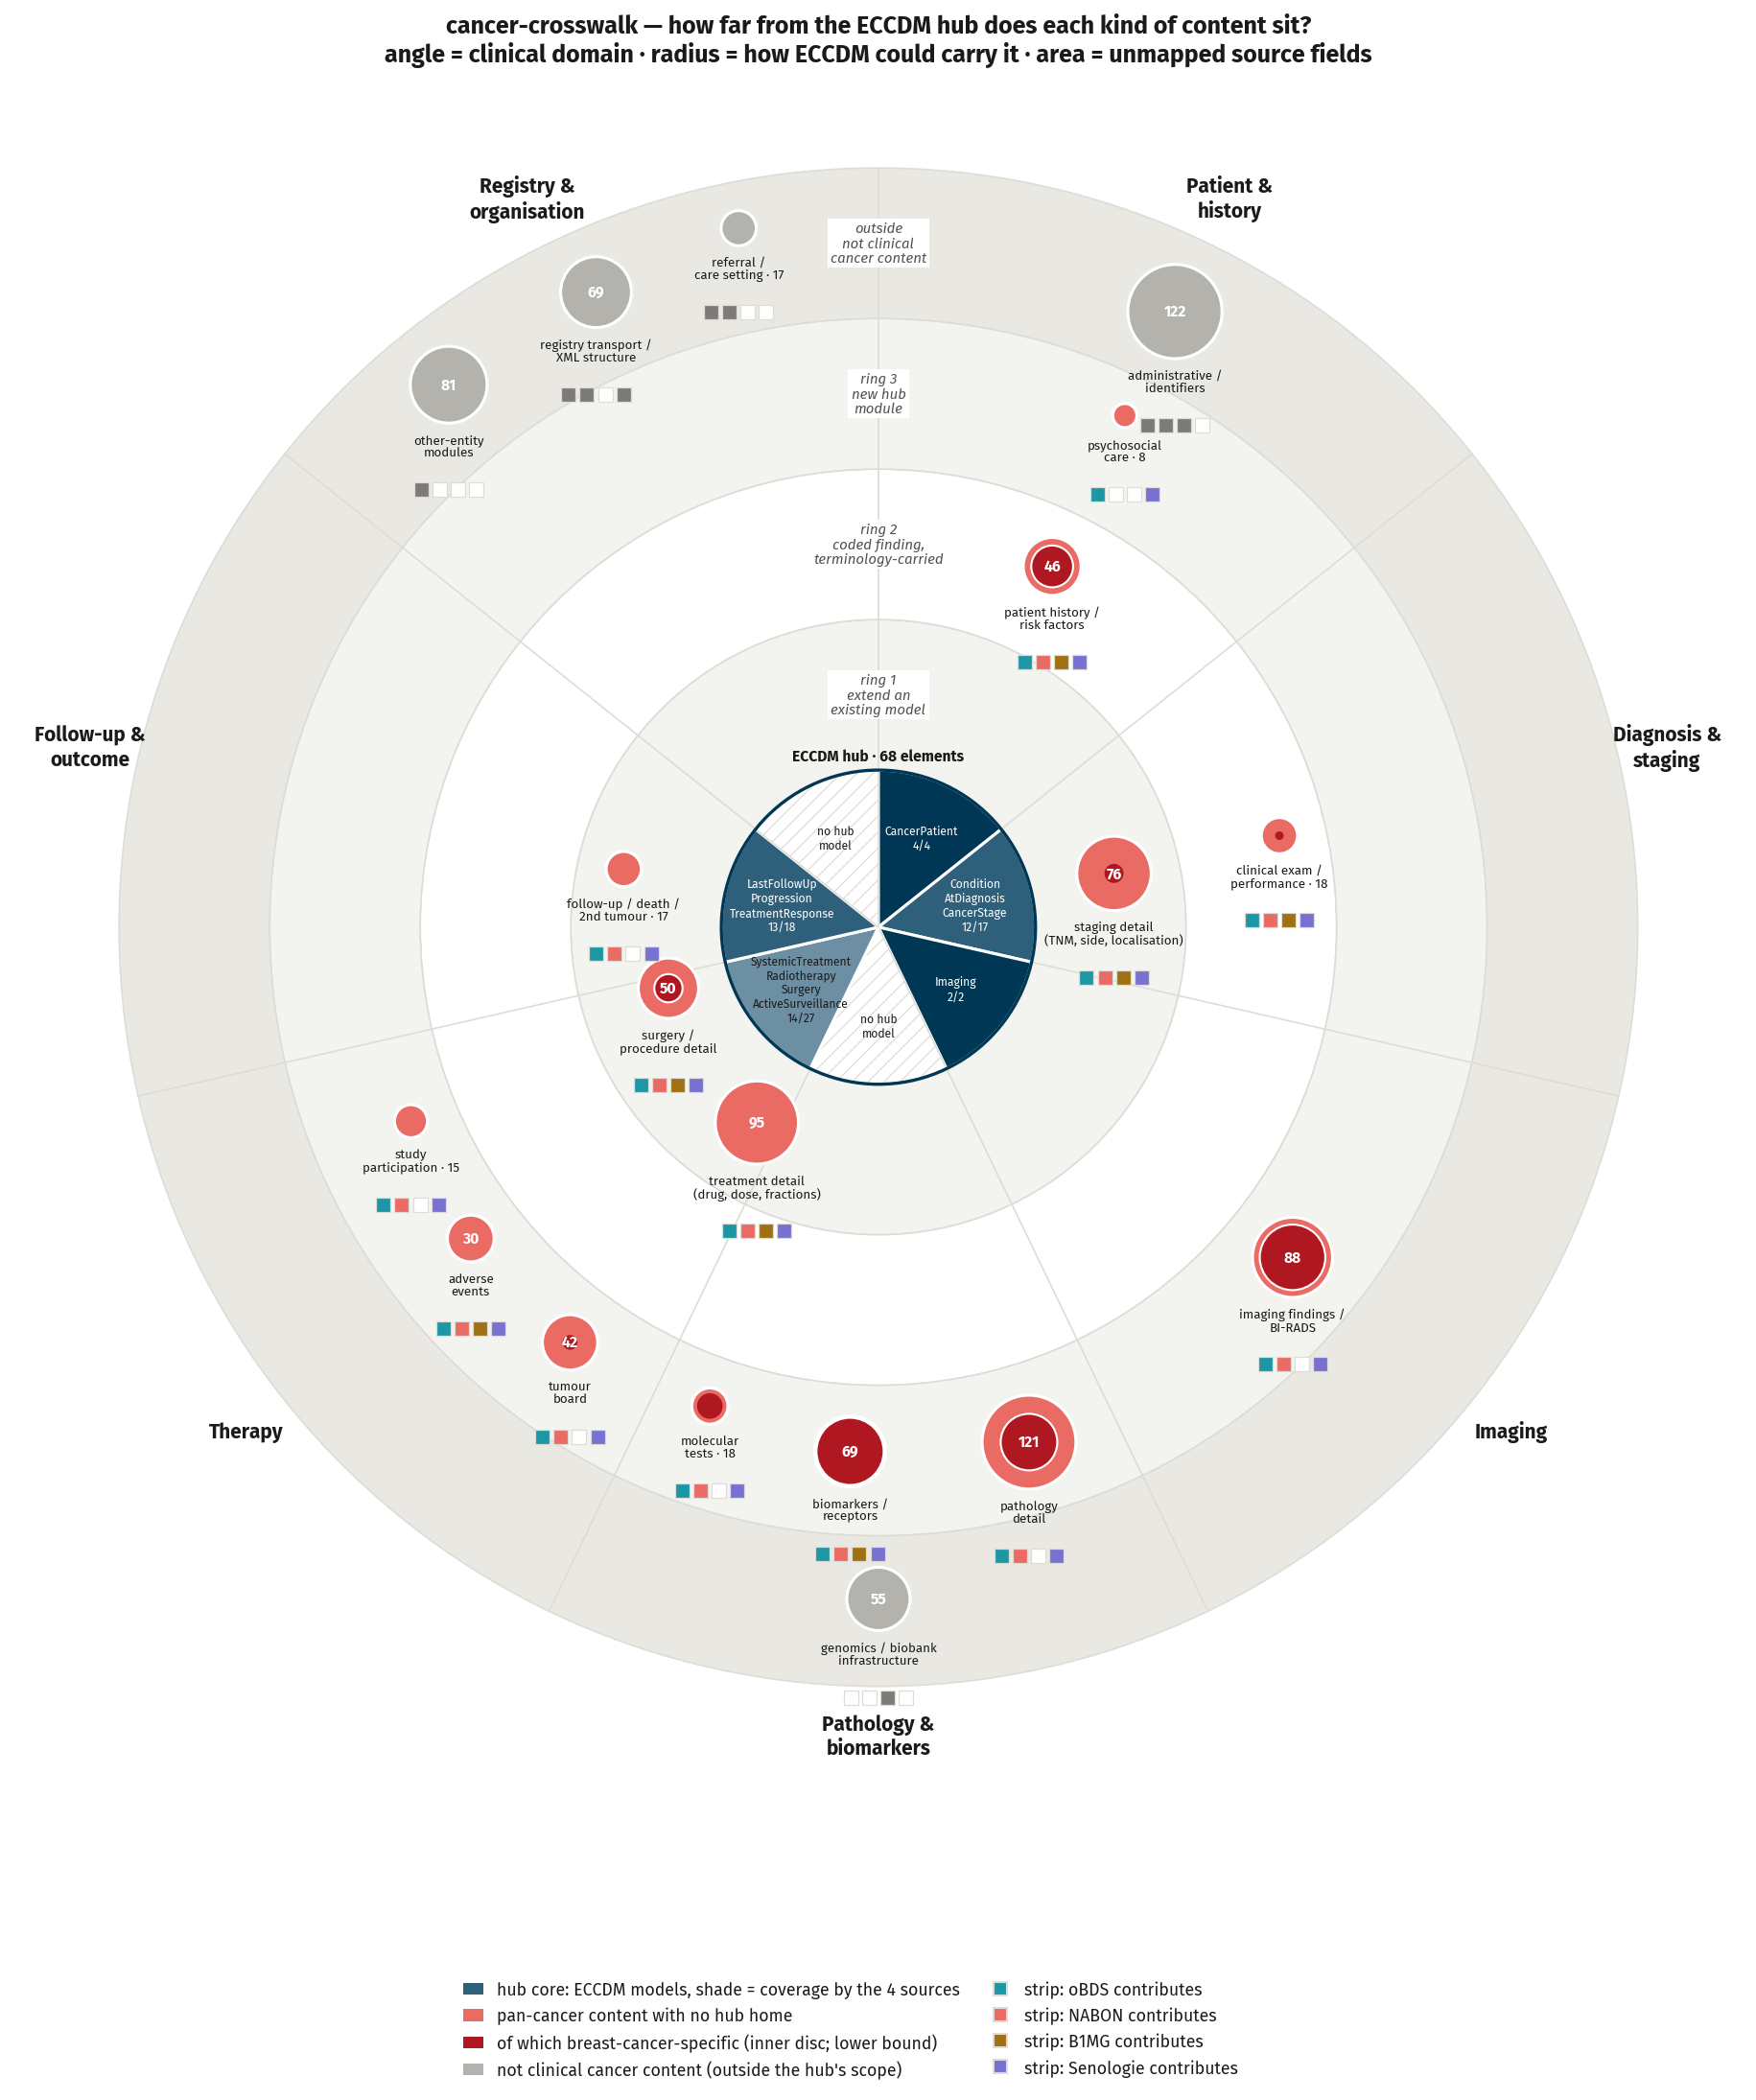 cancer-crosswalk — how far from the ECCDM hub does each kind of content sit?
angle = clinical domain · radius = how ECCDM could carry it · area = unmapped source fields
Registry &
organisation
Patient &
history
referral /
care setting · 17
outside
not clinical
cancer content
69
registry transport /
XML structure
122
administrative /
identifiers
81
other-entity
modules
ring 3
new hub
module
psychosocial
care · 8
ring 2
coded finding,
terminology-carried
46
patient history /
risk factors
ring 1
extend an
existing model
Follow-up &
outcome
Diagnosis &
staging
ECCDM hub · 68 elements
no hub
model
CancerPatient
4/4
LastFollowUp
Progression
TreatmentResponse
13/18
Condition
AtDiagnosis
CancerStage
12/17
SystemicTreatment
Radiotherapy
Surgery
ActiveSurveillance
14/27
no hub
model
Imaging
2/2
follow-up / death /
2nd tumour · 17
76
staging detail
(TNM, side, localisation)
clinical exam /
performance · 18
50
surgery /
procedure detail
95
treatment detail
(drug, dose, fractions)
study
participation · 15
30
adverse
events
42
tumour
board
88
imaging findings /
BI-RADS
Therapy
Imaging
molecular
tests · 18
69
biomarkers /
receptors
121
pathology
detail
55
genomics / biobank
infrastructure
Pathology &
biomarkers
hub core: ECCDM models, shade = coverage by the 4 sources
pan-cancer content with no hub home
of which breast-cancer-specific (inner disc; lower bound)
not clinical cancer content (outside the hub's scope)
strip: oBDS contributes
strip: NABON contributes
strip: B1MG contributes
strip: Senologie contributes